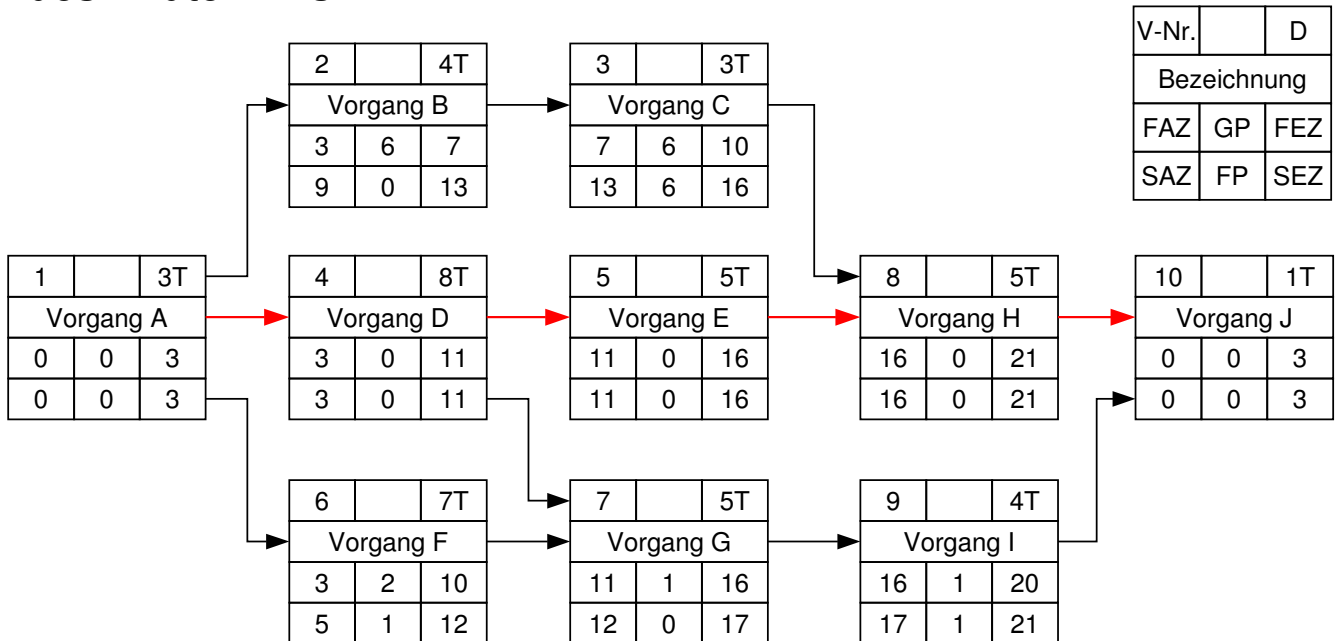 V-Nr. D
Bezeichnung
FAZ GP FEZ
SAZ FP SEZ
2 4T
Vorgang B
3 6 7
9 0 13
3 3T
Vorgang C
7 6 10
13 6 16
1 3T
Vorgang A
0 0 3
0 0 3
4 8T
Vorgang D
3 0 11
3 0 11
5 5T
Vorgang E
11 0 16
11 0 16
8 5T
Vorgang H
16 0 21
16 0 21
10 1T
Vorgang J
0 0 3
0 0 3
6 7T
Vorgang F
3 2 10
5 1 12
7 5T
Vorgang G
11 1 16
12 0 17
9 4T
Vorgang I
16 1 20
17 1 21